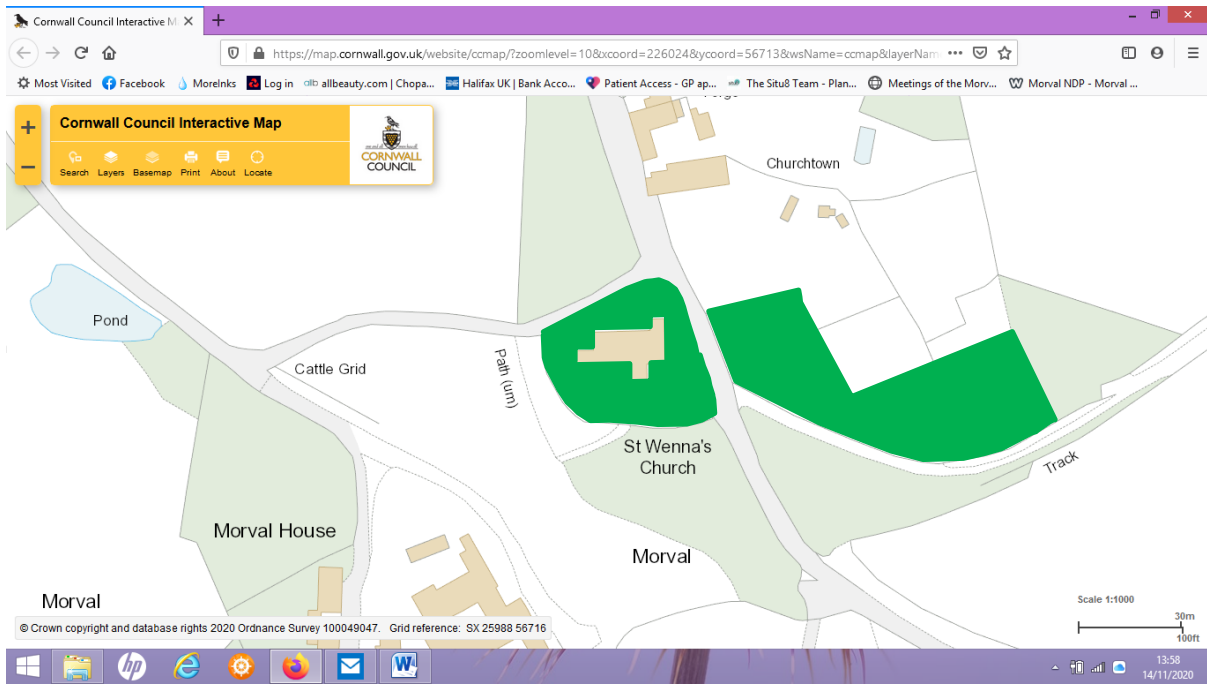 Cornwall Council Interactive M
https://map.cornwall.gov.uk/website/ccmap/?zoomlevel=10&xcoord=226024&ycoord=56713&wsName=ccmap&layerNam
Most Visited Facebook MoreInks Log in allbeauty.com | Chopa... Halifax UK | Bank Acco... Patient Access - GP ap... The Situ8 Team - Plan... Meetings of the Morv... Morval NDP - Morval ...
Cornwall Council Interactive Map
Search Layers Basemap Print About Locate
CORNWALL
COUNCIL
Churchtown
Pond
Cattle Grid
Path (um)
St Wenna's
Church
Track
Morval House
Morval
Morval
Scale 1:1000
30m
100ft
© Crown copyright and database rights 2020 Ordnance Survey 100049047. Grid reference: SX 25988 56716
13:58
14/11/2020